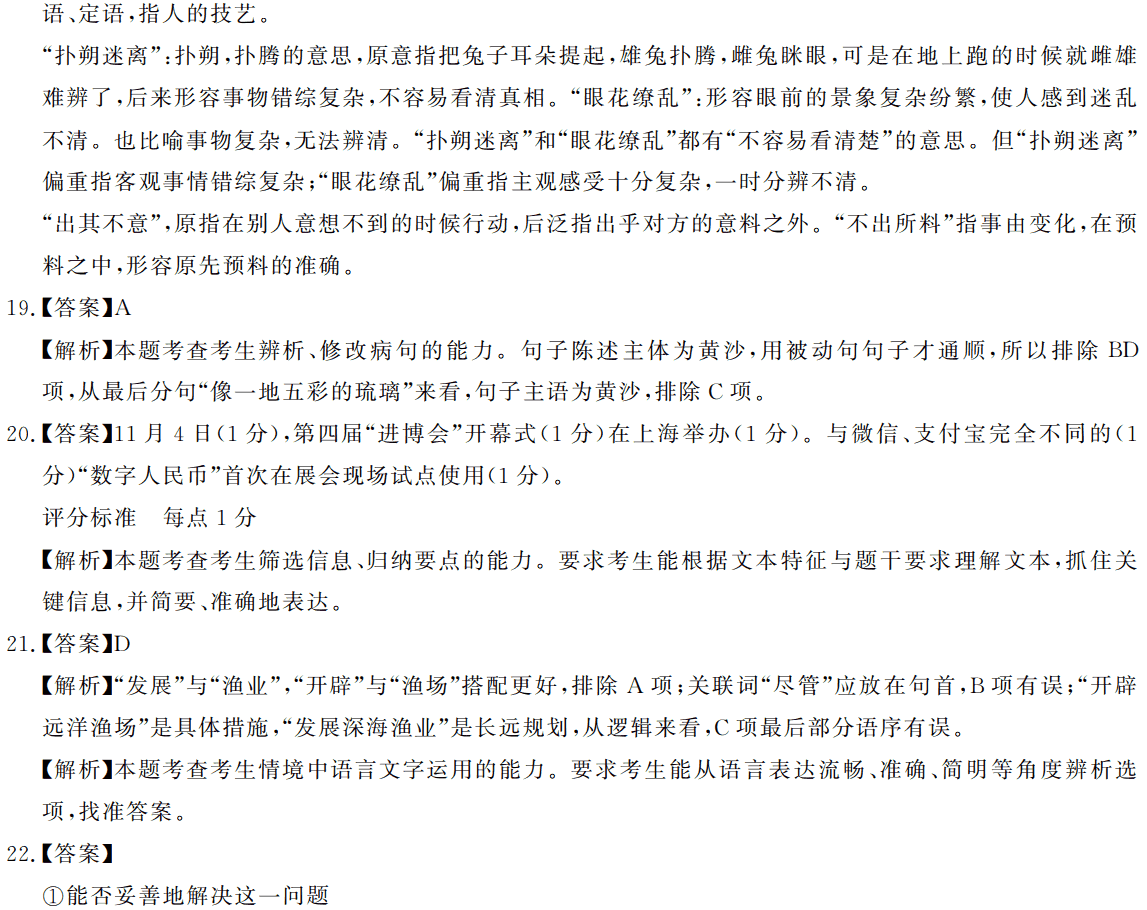 语、定语,指人的技艺。
“扑朔迷离”:扑朔,扑腾的意思,原意指把兔子耳朵提起,雄兔扑腾,雌兔眯眼,可是在地上跑的时候就雌雄
难辨了,后来形容事物错综复杂,不容易看清真相。“眼花缭乱”:形容眼前的景象复杂纷繁,使人感到迷乱
不清。也比喻事物复杂,无法辨清。“扑朔迷离”和“眼花缭乱”都有“不容易看清楚”的意思。但“扑朔迷离”
偏重指客观事情错综复杂;“眼花缭乱”偏重指主观感受十分复杂,一时分辨不清。
“出其不意”,原指在别人意想不到的时候行动,后泛指出乎对方的意料之外。“不出所料”指事由变化,在预
料之中,形容原先预料的准确。
19.【答案】A
【解析】本题考查考生辨析、修改病句的能力。句子陈述主体为黄沙,用被动句句子才通顺,所以排除 BD
项,从最后分句“像一地五彩的琉璃”来看,句子主语为黄沙,排除 C 项。
20.【答案】11 月 4 日(1 分),第四届“进博会”开幕式(1 分)在上海举办(1 分)。与微信、支付宝完全不同的(1
分)“数字人民币”首次在展会现场试点使用(1 分)。
评分标准 每点 1 分
【解析】本题考查考生筛选信息、归纳要点的能力。要求考生能根据文本特征与题干要求理解文本,抓住关
键信息,并简要、准确地表达。
21.【答案】D
【解析】“发展”与“渔业”,“开辟”与“渔场”搭配更好,排除 A 项;关联词“尽管”应放在句首,B 项有误;“开辟
远洋渔场”是具体措施,“发展深海渔业”是长远规划,从逻辑来看,C 项最后部分语序有误。
【解析】本题考查考生情境中语言文字运用的能力。要求考生能从语言表达流畅、准确、简明等角度辨析选
项,找准答案。
22.【答案】
①能否妥善地解决这一问题